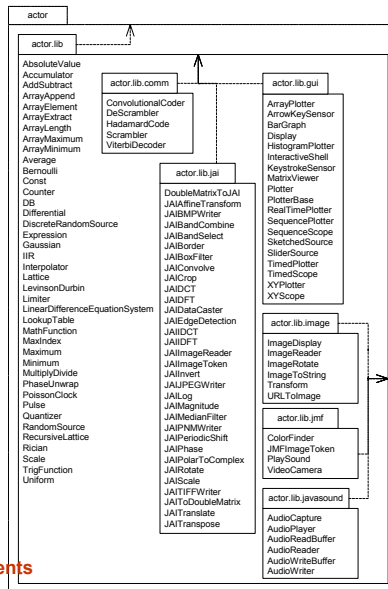 actor
actor.lib
AbsoluteValue
Accumulator
AddSubtract
ArrayAppend
ArrayElement
ArrayExtract
ArrayLength
ArrayMaximum
ArrayMinimum
Average
Bernoulli
Const
Counter
DB
Differential
DiscreteRandomSource
Expression
Gaussian
IIR
Interpolator
Lattice
LevinsonDurbin
Limiter
LinearDifferenceEquationSystem
LookupTable
MathFunction
MaxIndex
Maximum
Minimum
MultiplyDivide
PhaseUnwrap
PoissonClock
Pulse
Quantizer
RandomSource
RecursiveLattice
Rician
Scale
TrigFunction
Uniform
actor.lib.comm
ConvolutionalCoder
DeScrambler
HadamardCode
Scrambler
ViterbiDecoder
actor.lib.jai
DoubleMatrixToJAI
JAIAffineTransform
JAIBMPWriter
JAIBandCombine
JAIBandSelect
JAIBorder
JAIBoxFilter
JAIConvolve
JAICrop
JAIDCT
JAIDFT
JAIDataCaster
JAIEdgeDetection
JAIIDCT
JAIIDFT
JAIImageReader
JAIImageToken
JAIInvert
JAIJPEGWriter
JAILog
JAIMagnitude
JAIMedianFilter
JAIPNMWriter
JAIPeriodicShift
JAIPhase
JAIPolarToComplex
JAIRotate
JAIScale
JAITIFFWriter
JAIToDoubleMatrix
JAITranslate
JAITranspose
actor.lib.gui
ArrayPlotter
ArrowKeySensor
BarGraph
Display
HistogramPlotter
InteractiveShell
KeystrokeSensor
MatrixViewer
Plotter
PlotterBase
RealTimePlotter
SequencePlotter
SequenceScope
SketchedSource
SliderSource
TimedPlotter
TimedScope
XYPlotter
XYScope
actor.lib.image
ImageDisplay
ImageReader
ImageRotate
ImageToString
Transform
URLToImage
actor.lib.jmf
ColorFinder
JMFImageToken
PlaySound
VideoCamera
actor.lib.javasound
AudioCapture
AudioPlayer
AudioReadBuffer
AudioReader
AudioWriteBuffer
AudioWriter
ents